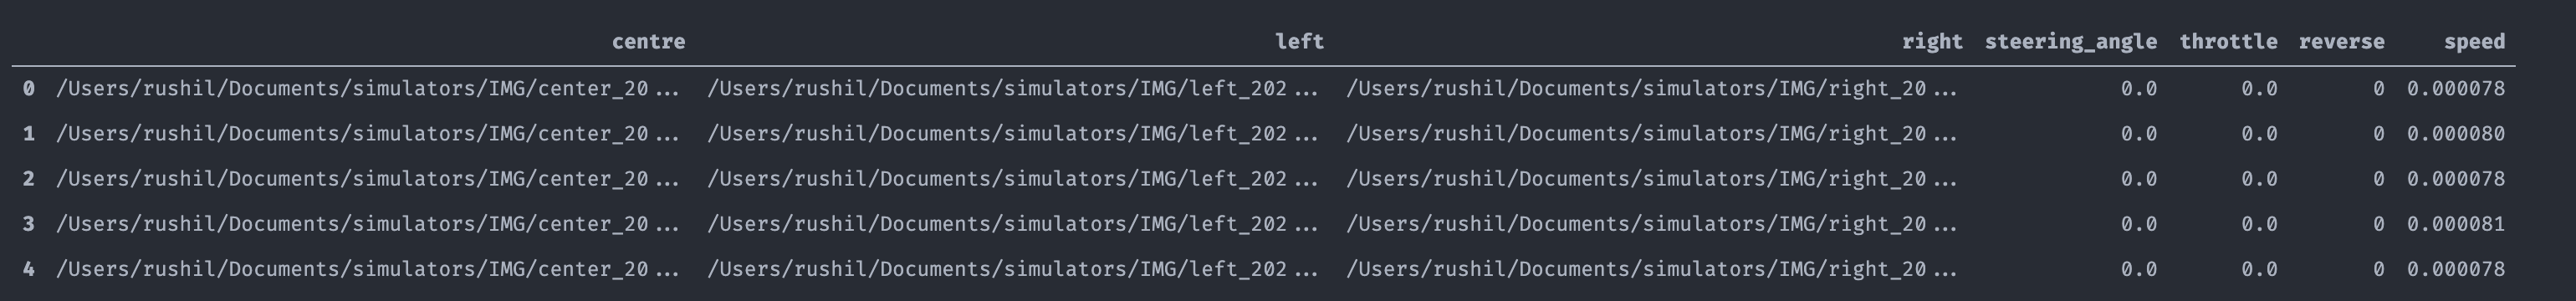 centre left right steering_angle throttle reverse speed
0 /Users/rushil/Documents/simulators/IMG/center_20... /Users/rushil/Documents/simulators/IMG/left_202... /Users/rushil/Documents/simulators/IMG/right_20... 0.0 0.0 0 0.000078
1 /Users/rushil/Documents/simulators/IMG/center_20... /Users/rushil/Documents/simulators/IMG/left_202... /Users/rushil/Documents/simulators/IMG/right_20... 0.0 0.0 0 0.000080
2 /Users/rushil/Documents/simulators/IMG/center_20... /Users/rushil/Documents/simulators/IMG/left_202... /Users/rushil/Documents/simulators/IMG/right_20... 0.0 0.0 0 0.000078
3 /Users/rushil/Documents/simulators/IMG/center_20... /Users/rushil/Documents/simulators/IMG/left_202... /Users/rushil/Documents/simulators/IMG/right_20... 0.0 0.0 0 0.000081
4 /Users/rushil/Documents/simulators/IMG/center_20... /Users/rushil/Documents/simulators/IMG/left_202... /Users/rushil/Documents/simulators/IMG/right_20... 0.0 0.0 0 0.000078